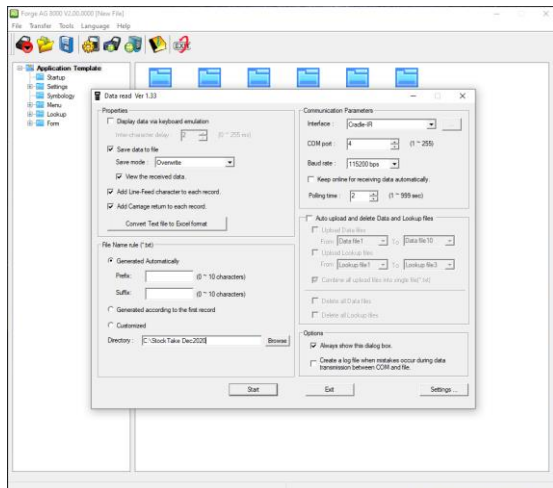 Forge AG 8000 V2.00.0000 [New File]
File Transfer Tools Language Help
Application Template
Startup
Settings
Symbology
Menu
Lookup
Form
Data read Ver 1.33
Properties
Display data via keyboard emulation
Inter-character delay 2 (0 ~ 255 ms)
Save data to file
Save mode : Overwrite
View the received data.
Add Line-Feed character to each record.
Add Carriage return to each record.
Convert Text file to Excel format
File Name rule (*.txt)
Generated Automatically
Prefix: (0 ~ 10 characters)
Suffix: (0 ~ 10 characters)
Generated according to the first record
Customized
Directory : C:\Stock Take Dec2020 Browse
Communication Parameters
Interface : Cradle-IR ...
COM port : 4 (1 ~ 255)
Baud rate : 115200 bps
Keep online for receiving data automatically.
Polling time : 2 (1 ~ 999 sec)
Auto upload and delete Data and Lookup files
Upload Data files
From Data file1 To Data file10
Upload Lookup files
From Lookup file1 To Lookup file3
Combine all upload files into single file(*.txt)
Delete all Data files
Delete all Lookup files
Options
Always show this dialog box.
Create a log file when mistakes occur during data
transmission between COM and file.
Start Exit Settings ...